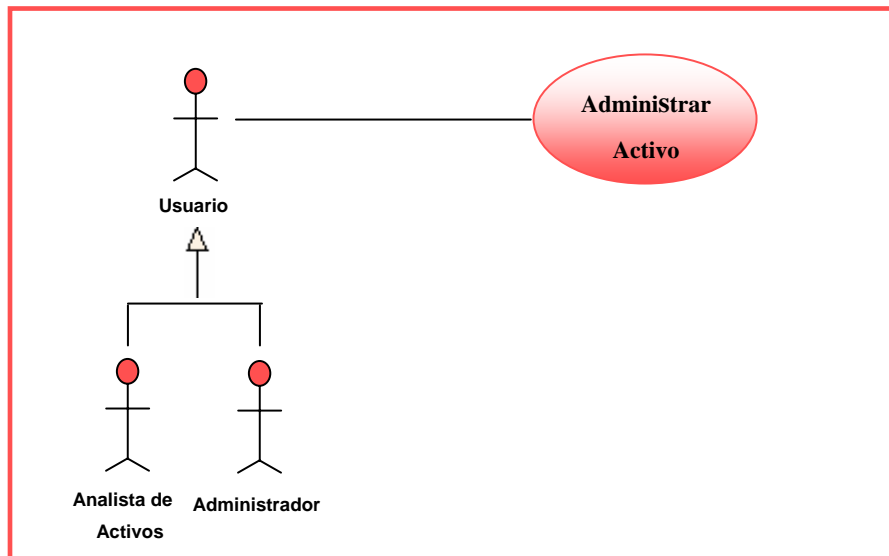 AdminiStrar
Activo
Usuario
Analista de
Activos
Administrador